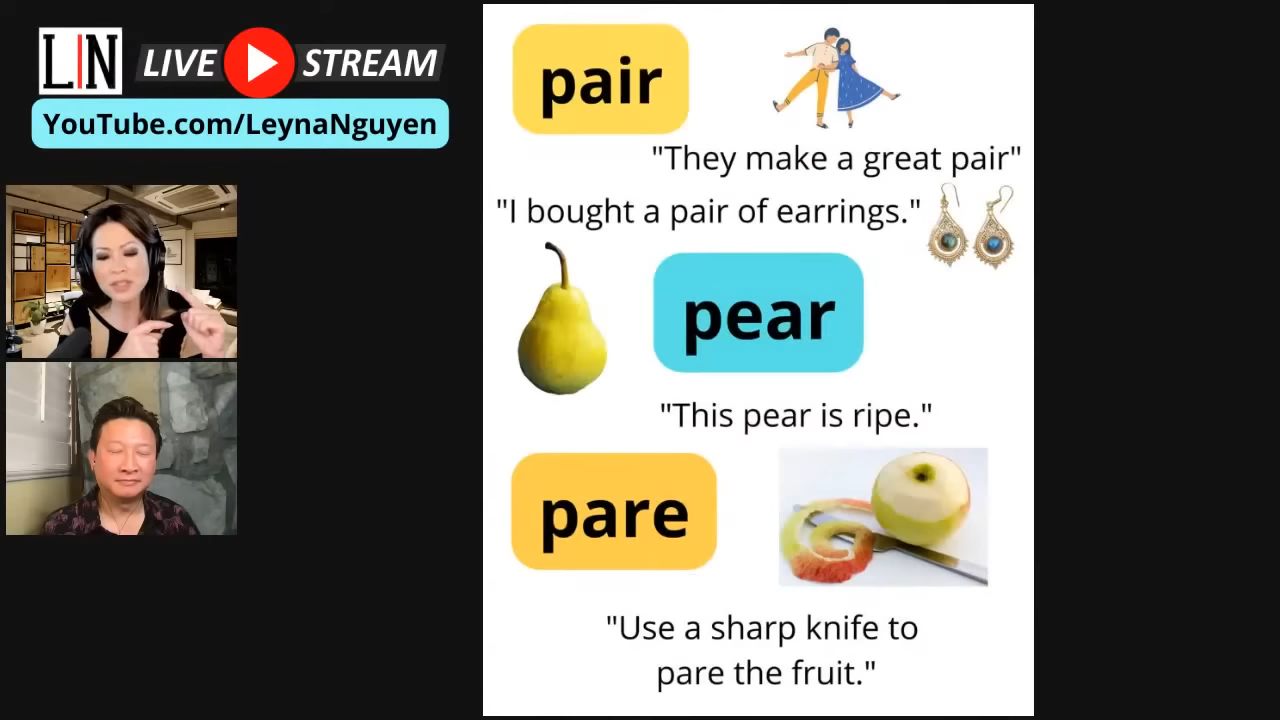 LIN LIVE STREAM
YouTube.com/LeynaNguyen
pair
"They make a great pair"
"I bought a pair of earrings."
pear
"This pear is ripe."
pare
"Use a sharp knife to
pare the fruit."